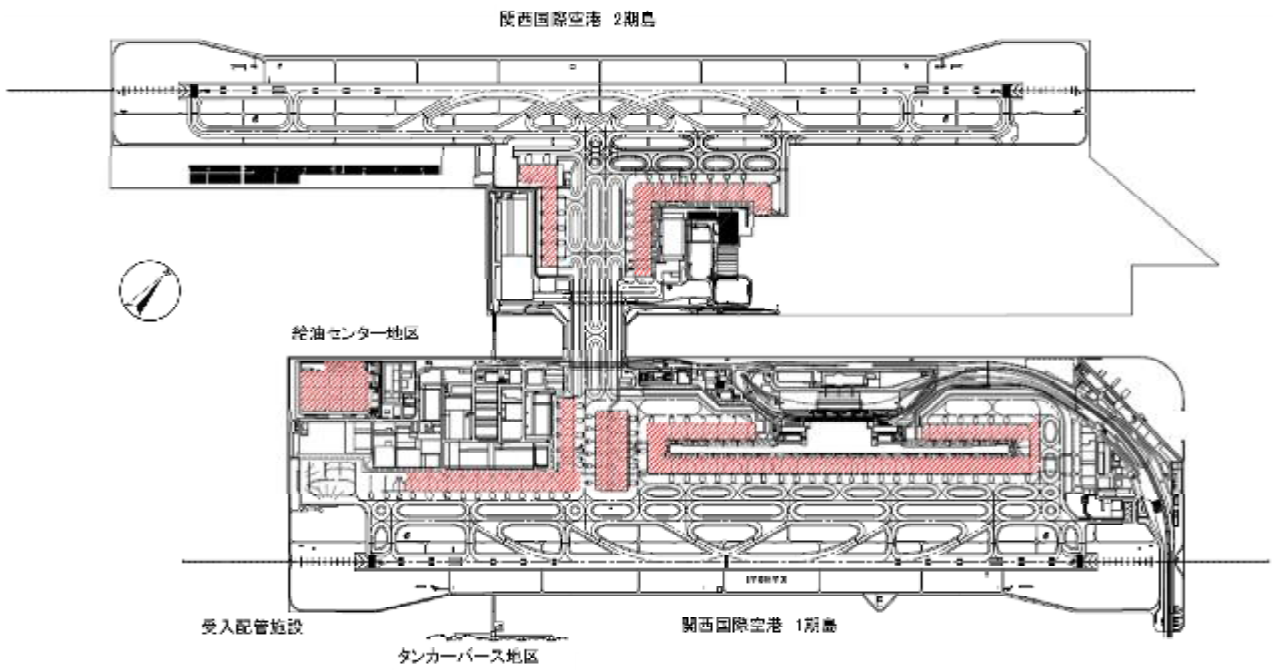 関西国際空港 2期島
給油センター地区
受入配管施設
関西国際空港 1期島
タンカーバース地区